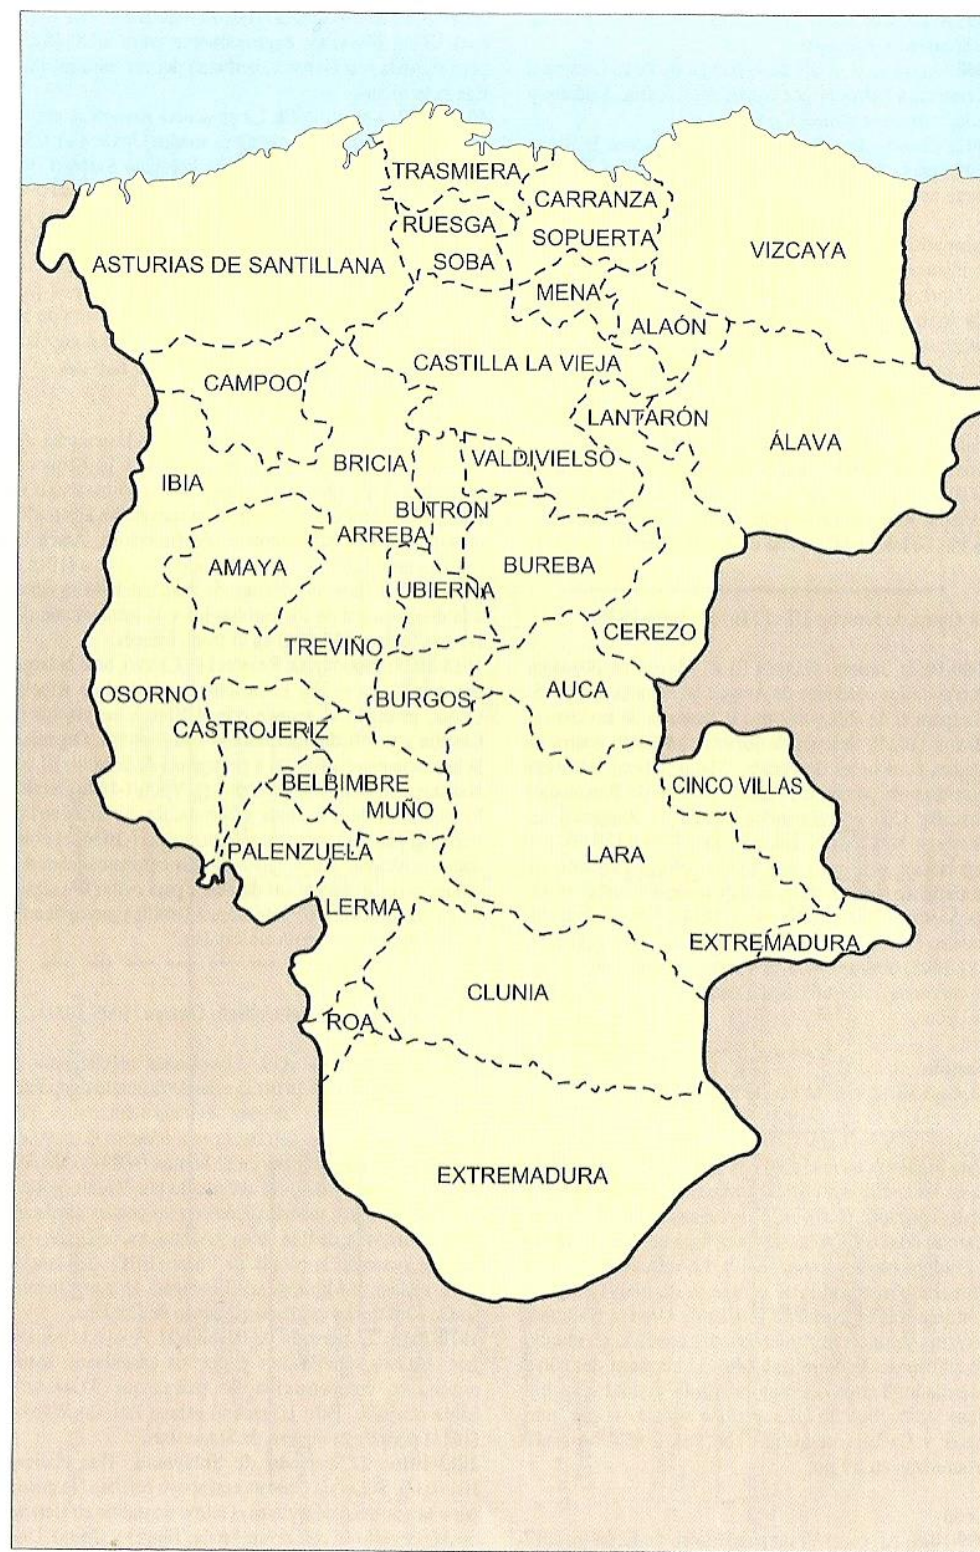 TRASMIERA
CARRANZA
RUESGA
SOPUERTA
VIZCAYA
ASTURIAS DE SANTILLANA
SOBA
MENA
ALAÓN
CASTILLA LA VIEJA
CAMPOO
LANTARÓN
ÁLAVA
BRICIA
VALDIVIELSO
IBIA
BUTRON
ARREBA
AMAYA
BUREBA
UBIERNA
CEREZO
TREVIÑO
OSORNO
BURGOS
AUCA
CASTROJERIZ
BELBIMBRE
CINCO VILLAS
MUÑO
PALENZUELA
LARA
LERMA
EXTREMADURA
CLUNIA
ROA
EXTREMADURA